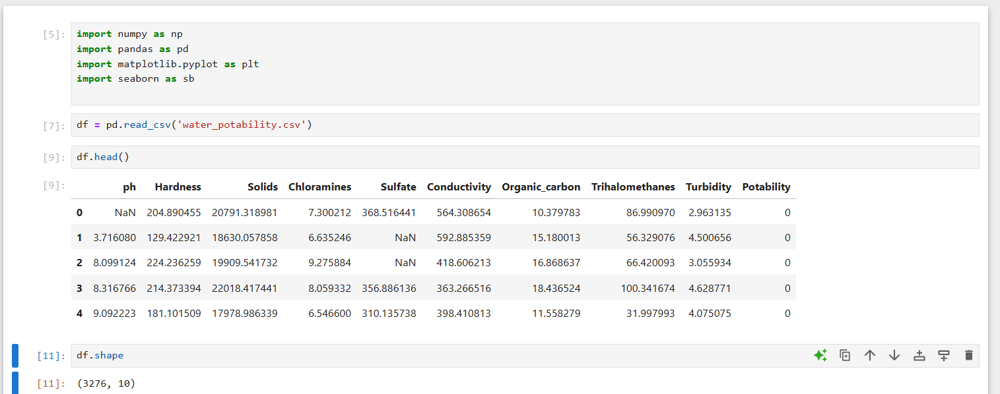 [5]: import numpy as np
import pandas as pd
import matplotlib.pyplot as plt
import seaborn as sb
[7]: df = pd.read_csv('water_potability.csv')
[9]: df.head()
[9]: ph Hardness Solids Chloramines Sulfate Conductivity Organic_carbon Trihalomethanes Turbidity Potability
0 NaN 204.890455 20791.318981 7.300212 368.516441 564.308654 10.379783 86.990970 2.963135 0
1 3.716080 129.422921 18630.057858 6.635246 NaN 592.885359 15.180013 56.329076 4.500656 0
2 8.099124 224.236259 19909.541732 9.275884 NaN 418.606213 16.868637 66.420093 3.055934 0
3 8.316766 214.373394 22018.417441 8.059332 356.886136 363.266516 18.436524 100.341674 4.628771 0
4 9.092223 181.101509 17978.986339 6.546600 310.135738 398.410813 11.558279 31.997993 4.075075 0
[11]: df.shape
[11]: (3276, 10)